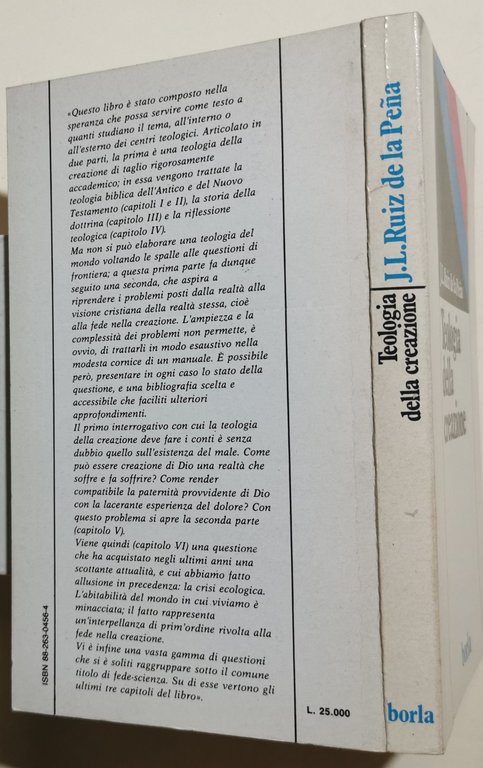 «Questo libro è stato composto nella
speranza che possa servire come testo a
quanti studiano il tema, all'interno o
all'esterno dei centri teologici. Articolato in
due parti, la prima è una teologia della
creazione di taglio rigorosamente
accademico; in essa vengono trattate la
teologia biblica dell'Antico e del Nuovo
Testamento (capitoli I e II), la storia della
dottrina (capitolo III) e la riflessione
teologica (capitolo IV).
Ma non si può elaborare una teologia del
mondo voltando le spalle alle questioni di
frontiera; a questa prima parte fa dunque
seguito una seconda, che aspira a
riprendere i problemi posti dalla realtà alla
visione cristiana della realtà stessa, cioè
alla fede nella creazione. L'ampiezza e la
complessità dei problemi non permette, è
ovvio, di trattarli in modo esaustivo nella
modesta cornice di un manuale. È possibile
però, presentare in ogni caso lo stato della
questione, e una bibliografia scelta e
accessibile che faciliti ulteriori
approfondimenti.
Il primo interrogativo con cui la teologia
della creazione deve fare i conti è senza
dubbio quello sull'esistenza del male. Come
può essere creazione di Dio una realtà che
soffre e fa soffrire? Come render
compatibile la paternità provvidente di Dio
con la lacerante esperienza del dolore? Con
questo problema si apre la seconda parte
(capitolo V).
Viene quindi (capitolo VI) una questione
che ha acquistato negli ultimi anni una
scottante attualità, e cui abbiamo fatto
allusione in precedenza: la crisi ecologica.
L'abitabilità del mondo in cui viviamo è
minacciata; il fatto rappresenta
un'interpellanza di prim'ordine rivolta alla
fede nella creazione.
Vi è infine una vasta gamma di questioni
che si è soliti raggruppare sotto il comune
titolo di fede-scienza. Su di esse vertono gli
ultimi tre capitoli del libro».
ISBN 88-263-0456-4
L. 25.000
J.L. Ruiz de la Peña
Teologia
della creazione
borla
J.L. Ruiz de la Peña
Teologia
della
creazione
borla